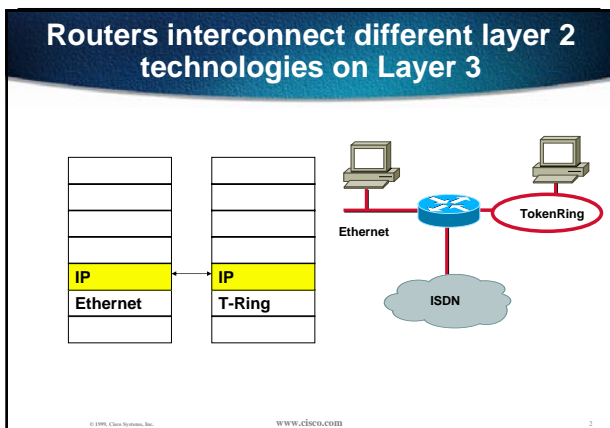 Routers interconnect different layer 2
technologies on Layer 3
IP
IP
Ethernet
T-Ring
Ethernet
TokenRing
ISDN
© 1999, Cisco Systems, Inc.
www.cisco.com
2